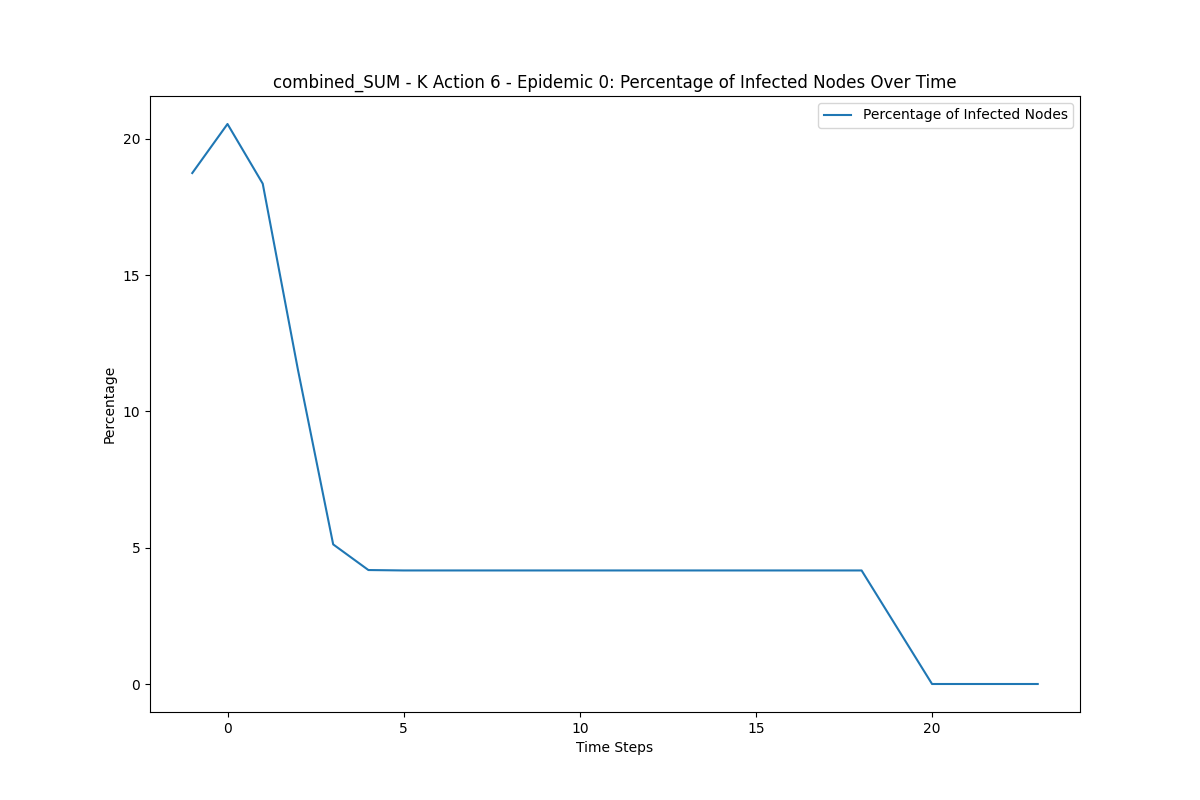 combined_SUM - K Action 6 - Epidemic 0: Percentage of Infected Nodes Over Time
Percentage of Infected Nodes
20
15
10
5
0
Percentage
0 5 10 15 20
Time Steps